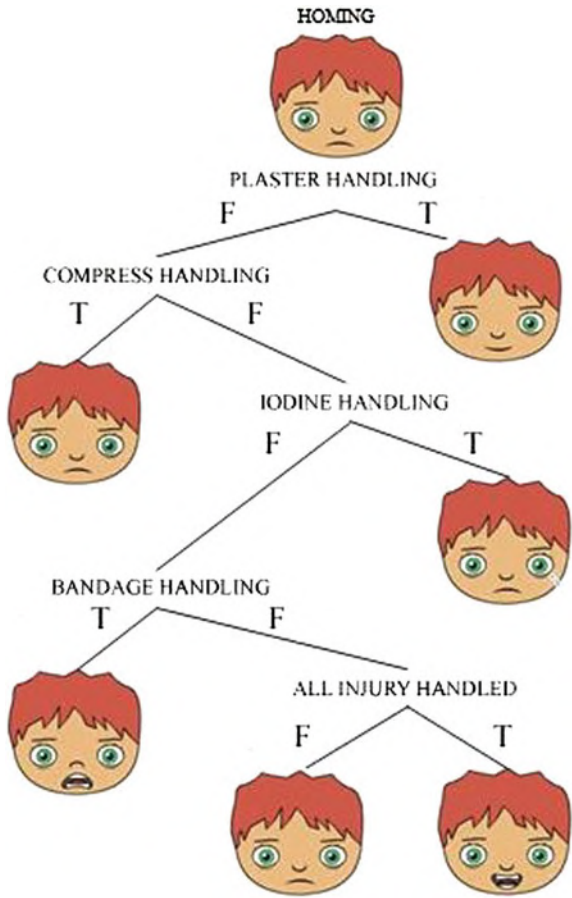 HOMING
PLASTER HANDLING
F T
COMPRESS HANDLING
T F
IODINE HANDLING
F T
BANDAGE HANDLING
T F
ALL INJURY HANDLED
F T